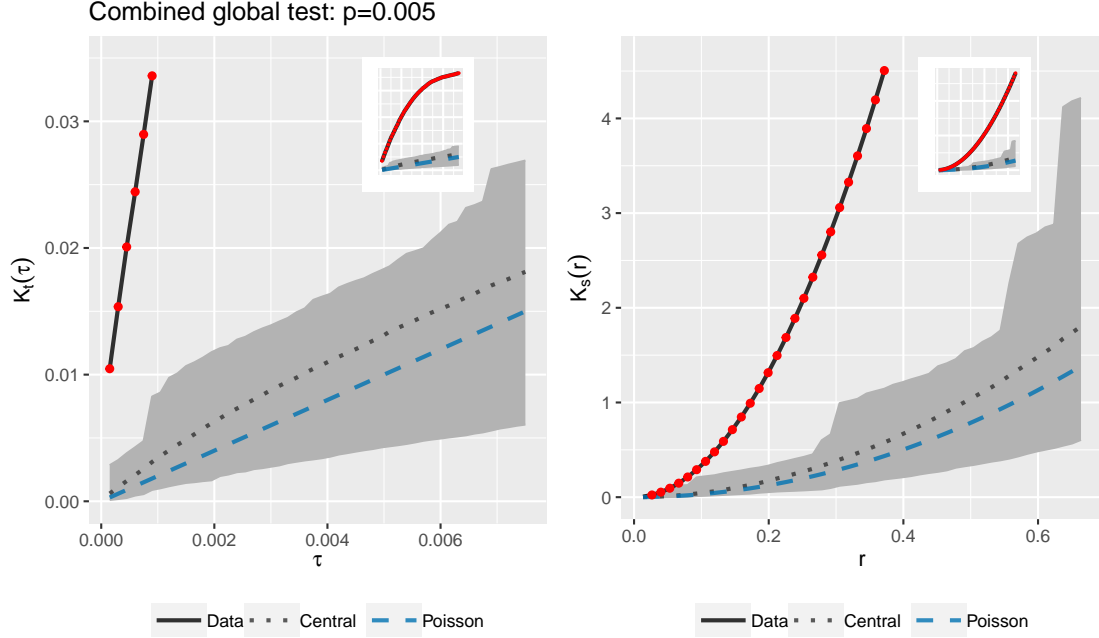 Combined global test: p=0.005
K_t(τ)
0.03
0.02
0.01
0.00
0.000
0.002
0.004
0.006
τ
Data
Central
Poisson
K_s(r)
4
3
2
1
0
0.0
0.2
0.4
0.6
r
Data
Central
Poisson